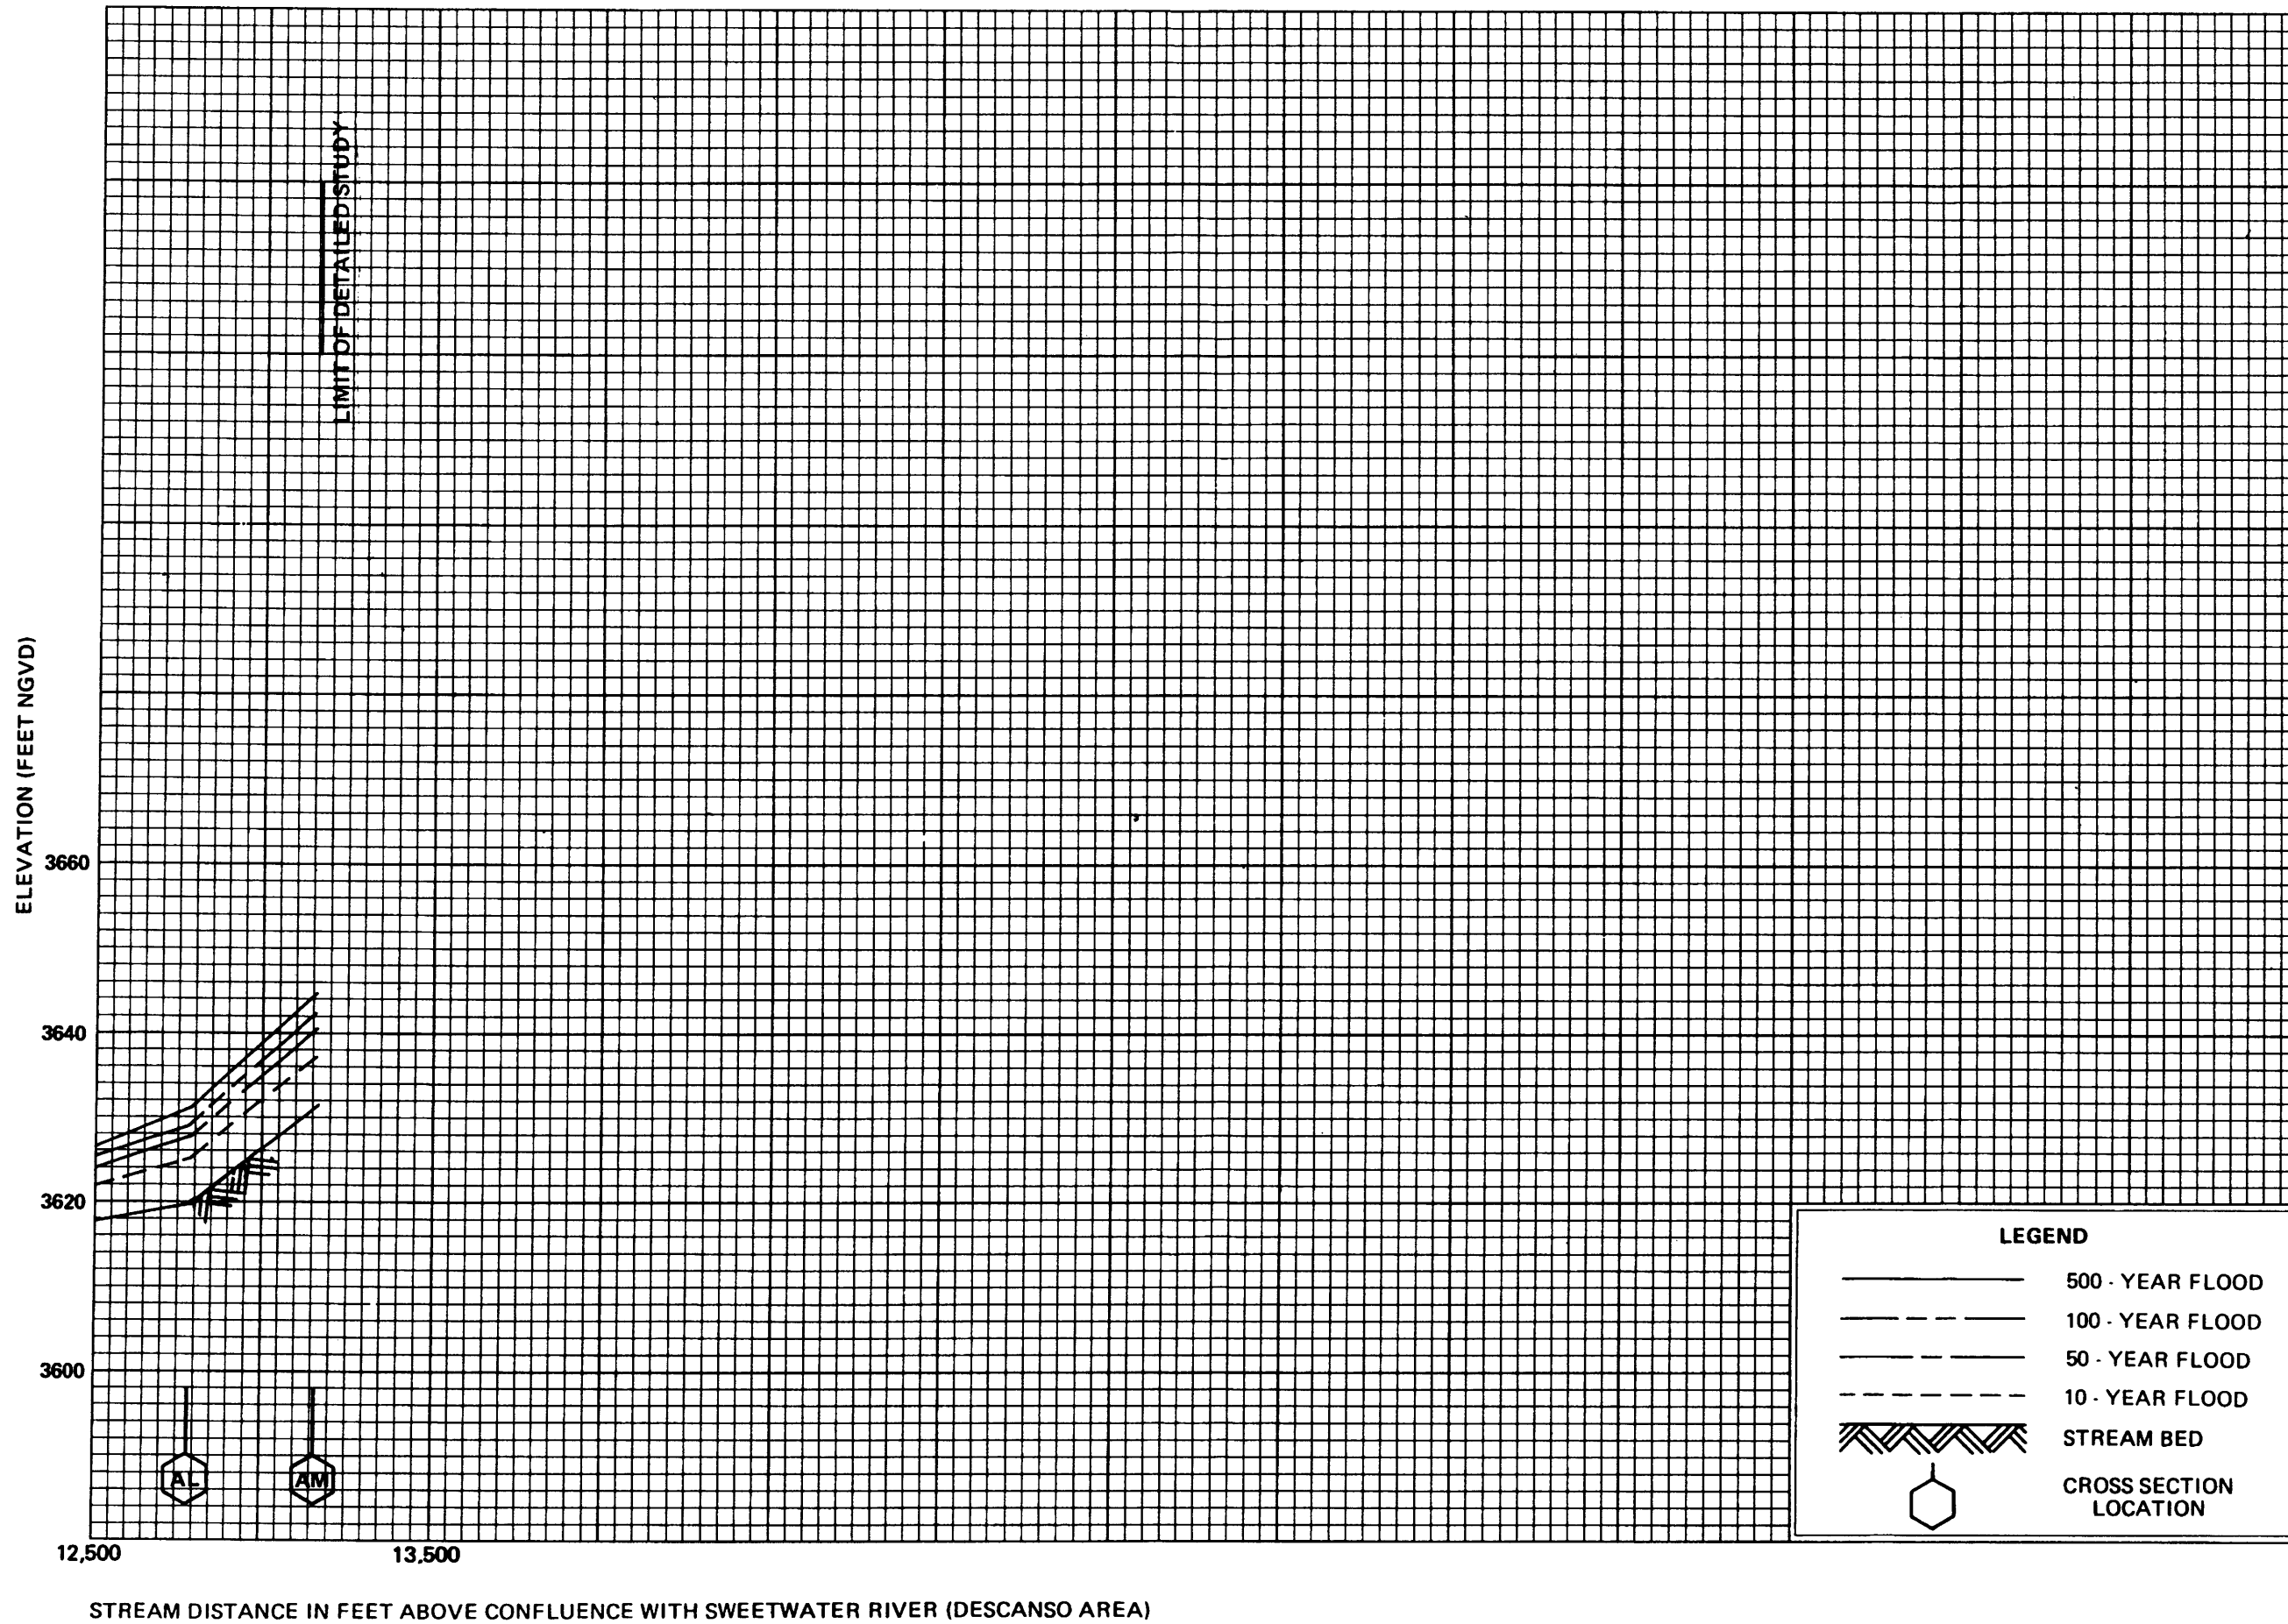 LIMIT OF DETAILED STUDY
ELEVATION (FEET NGVD)
3660
3640
3620
3600
AL
AM
12,500
13,500
STREAM DISTANCE IN FEET ABOVE CONFLUENCE WITH SWEETWATER RIVER (DESCANSO AREA)
LEGEND
500 - YEAR FLOOD
100 - YEAR FLOOD
50 - YEAR FLOOD
10 - YEAR FLOOD
STREAM BED
CROSS SECTION
LOCATION